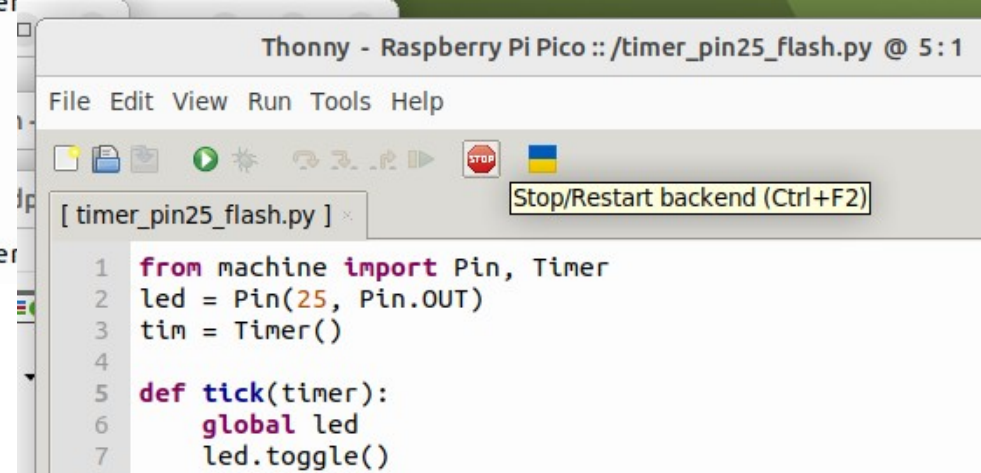 Thonny - Raspberry Pi Pico :: /timer_pin25_flash.py @ 5:1
File Edit View Run Tools Help
STOP
Stop/Restart backend (Ctrl+F2)
[ timer_pin25_flash.py ] ×
1 from machine import Pin, Timer
2 led = Pin(25, Pin.OUT)
3 tim = Timer()
4
5 def tick(timer):
6     global led
7     led.toggle()